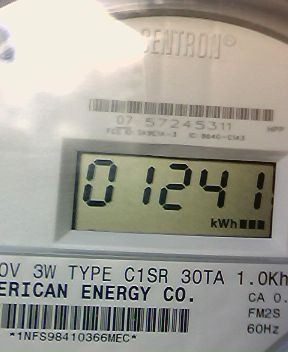 CENTRON®
07 57245311
01241
kWh
0V 3W TYPE C1SR 30TA 1.0Kh
ERICAN ENERGY CO.
CA 0.
FM2S
60Hz
*1NFS98410366MEC*